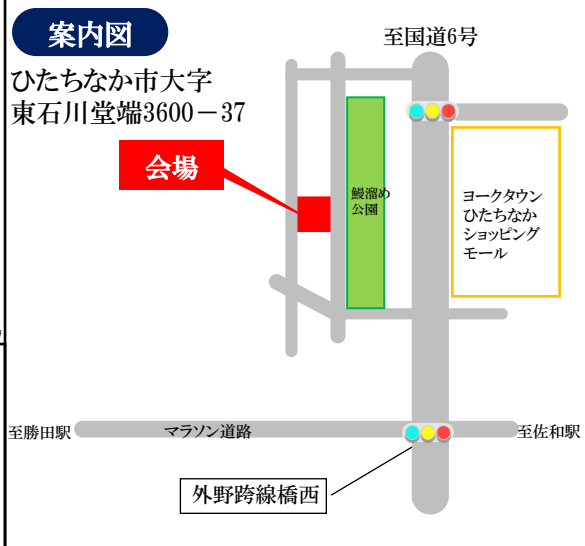 案内図
至国道6号
ひたちなか市大字
東石川堂端3600－37
会場
鰻溜め
公園
ヨークタウン
ひたちなか
ショッピング
モール
至勝田駅
マラソン道路
至佐和駅
外野跨線橋西